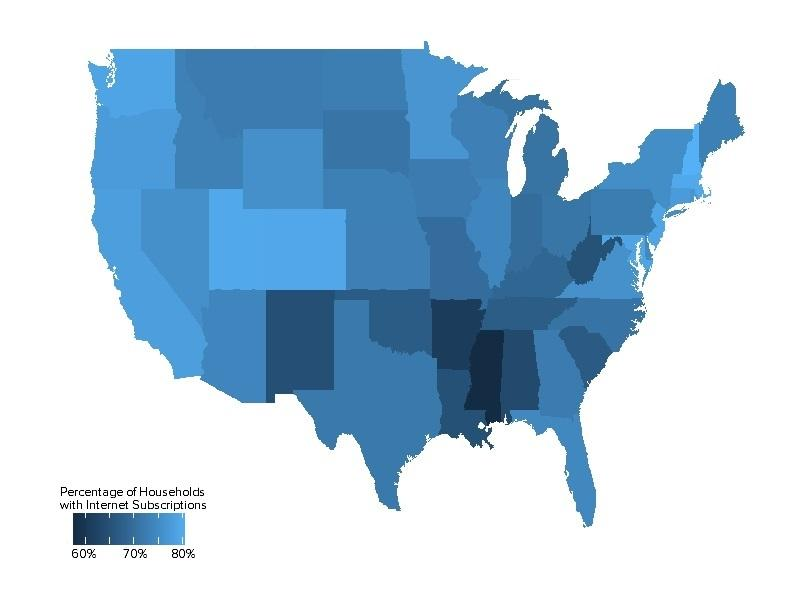 Percentage of Households
with Internet Subscriptions
60% 70% 80%